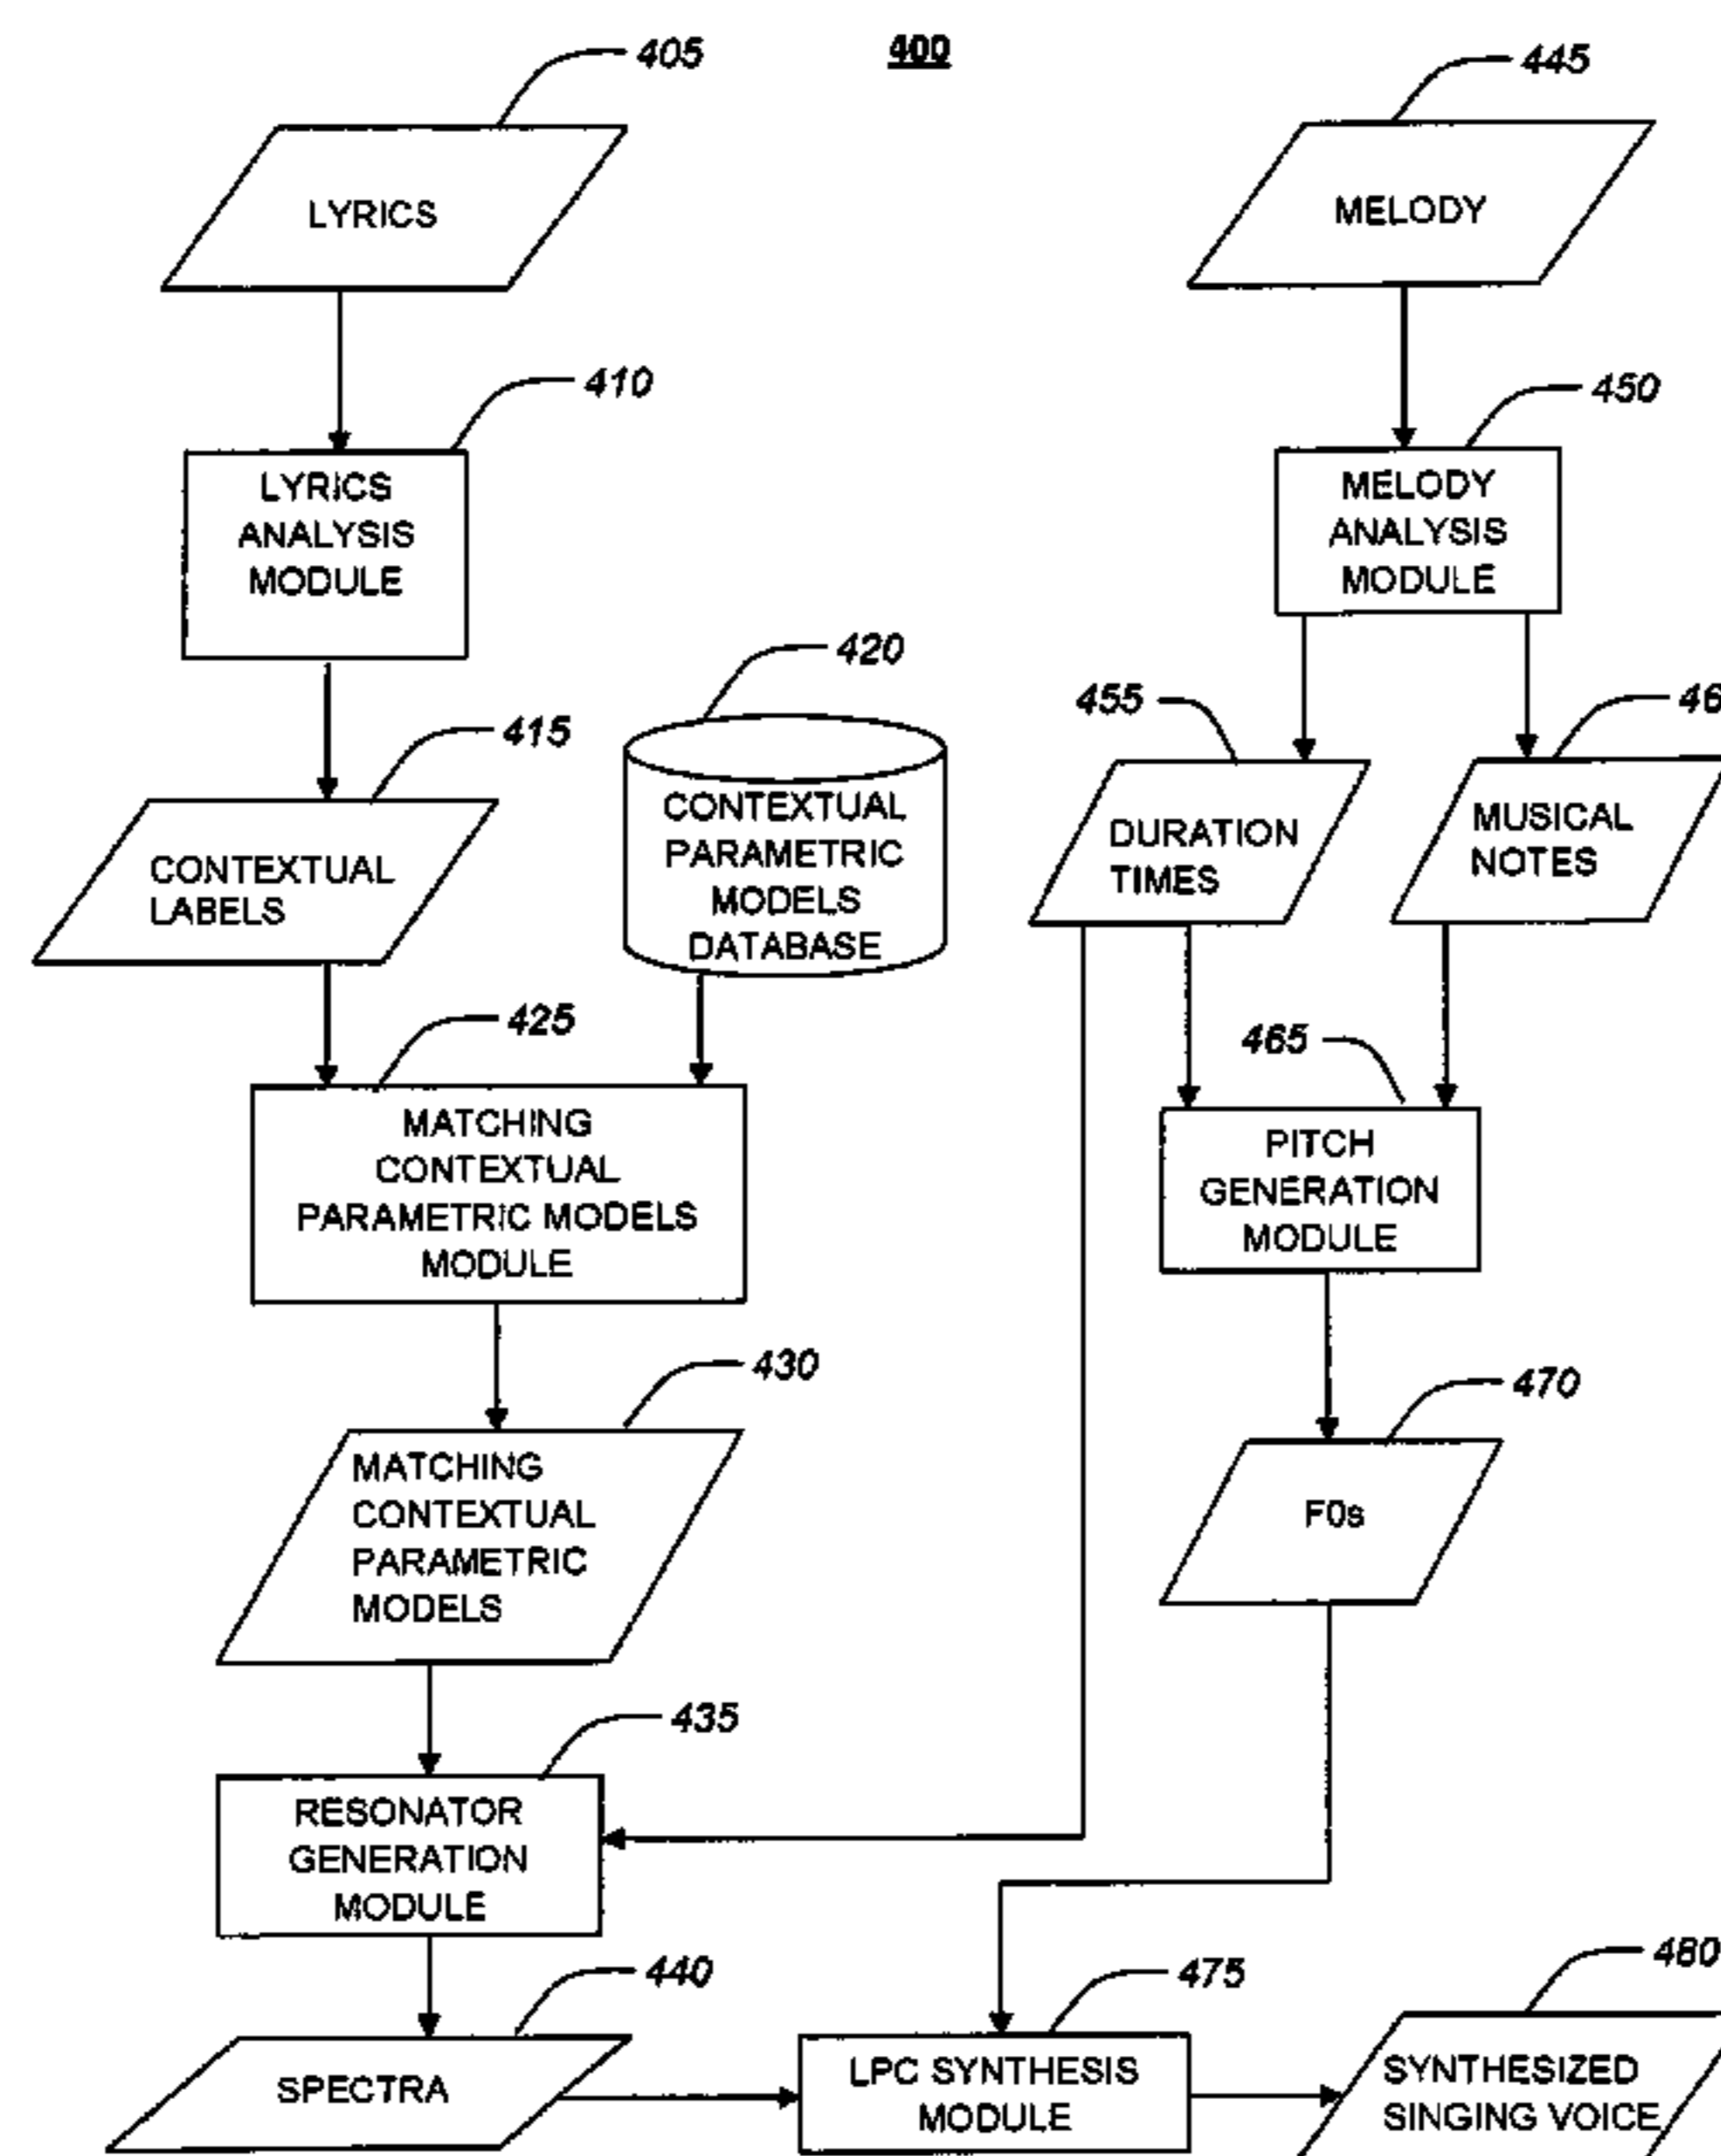 400
405
LYRICS
445
MELODY
410
LYRICS
ANALYSIS
MODULE
450
MELODY
ANALYSIS
MODULE
415
CONTEXTUAL
LABELS
420
CONTEXTUAL
PARAMETRIC
MODELS
DATABASE
455
DURATION
TIMES
46
MUSICAL
NOTES
425
MATCHING
CONTEXTUAL
PARAMETRIC MODELS
MODULE
465
PITCH
GENERATION
MODULE
430
MATCHING
CONTEXTUAL
PARAMETRIC
MODELS
470
F0s
435
RESONATOR
GENERATION
MODULE
440
SPECTRA
475
LPC SYNTHESIS
MODULE
480
SYNTHESIZED
SINGING VOICE